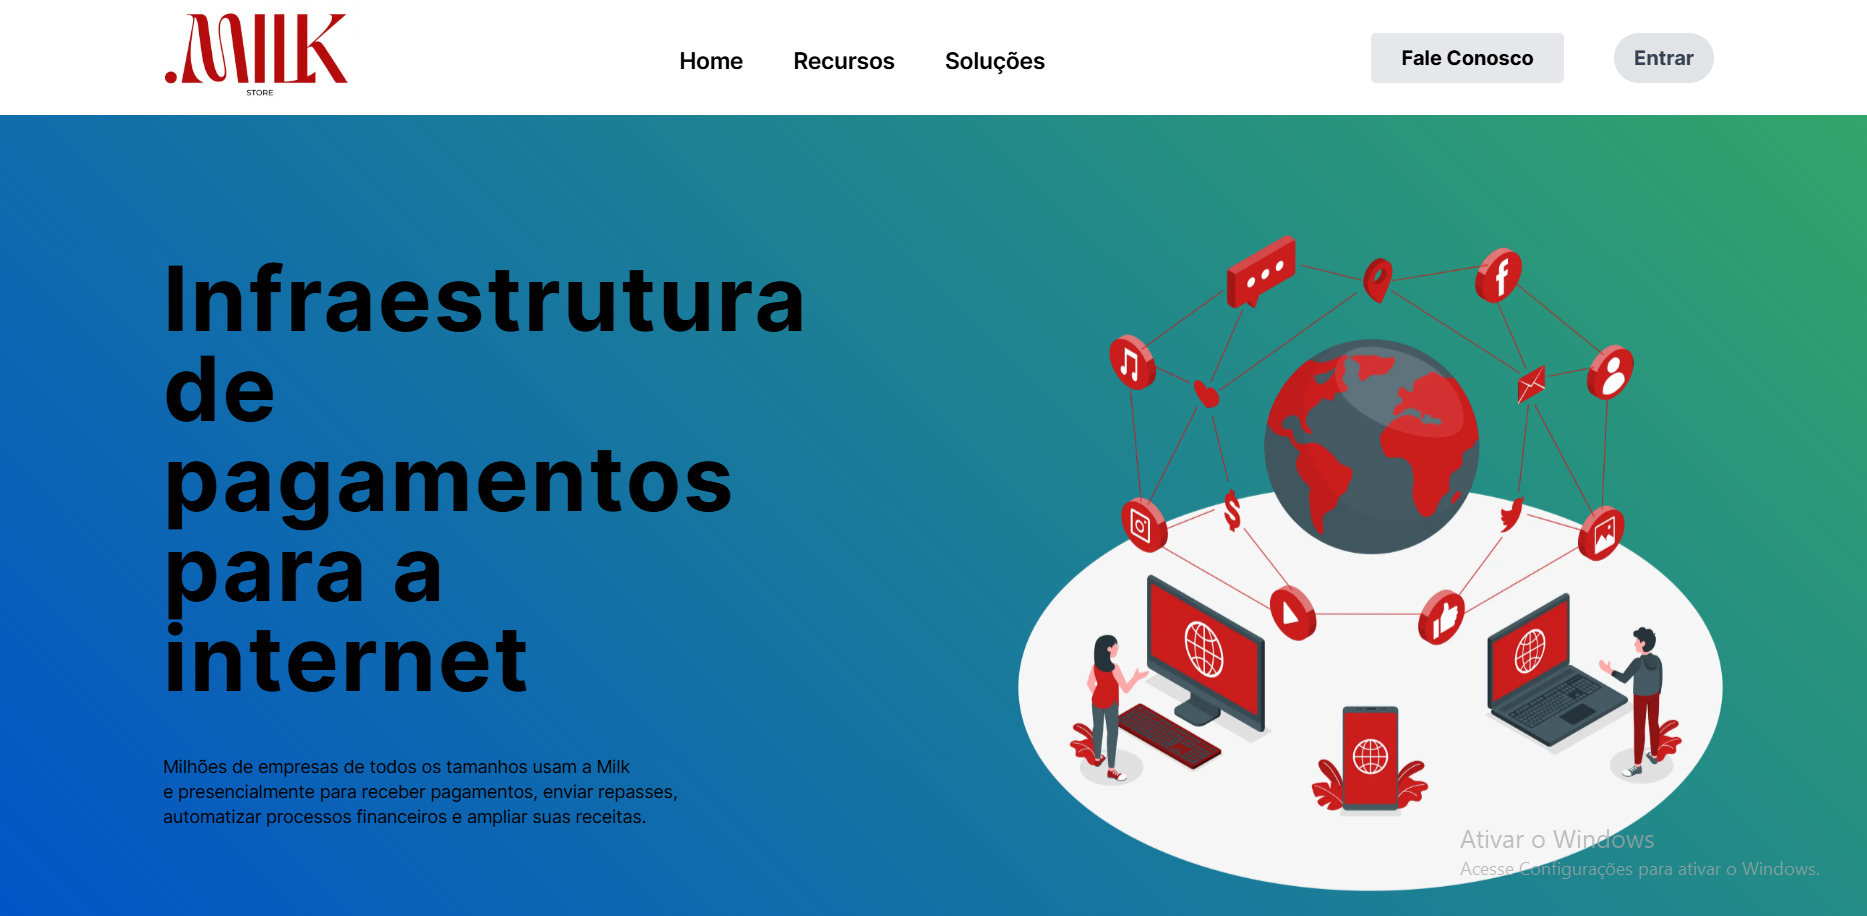 .MILK
STORE
Home
Recursos
Soluções
Fale Conosco
Entrar
Infraestrutura
de
pagamentos
para a
internet
Milhões de empresas de todos os tamanhos usam a Milk
e presencialmente para receber pagamentos, enviar repasses,
automatizar processos financeiros e ampliar suas receitas.
Ativar o Windows
Acesse Configurações para ativar o Windows.